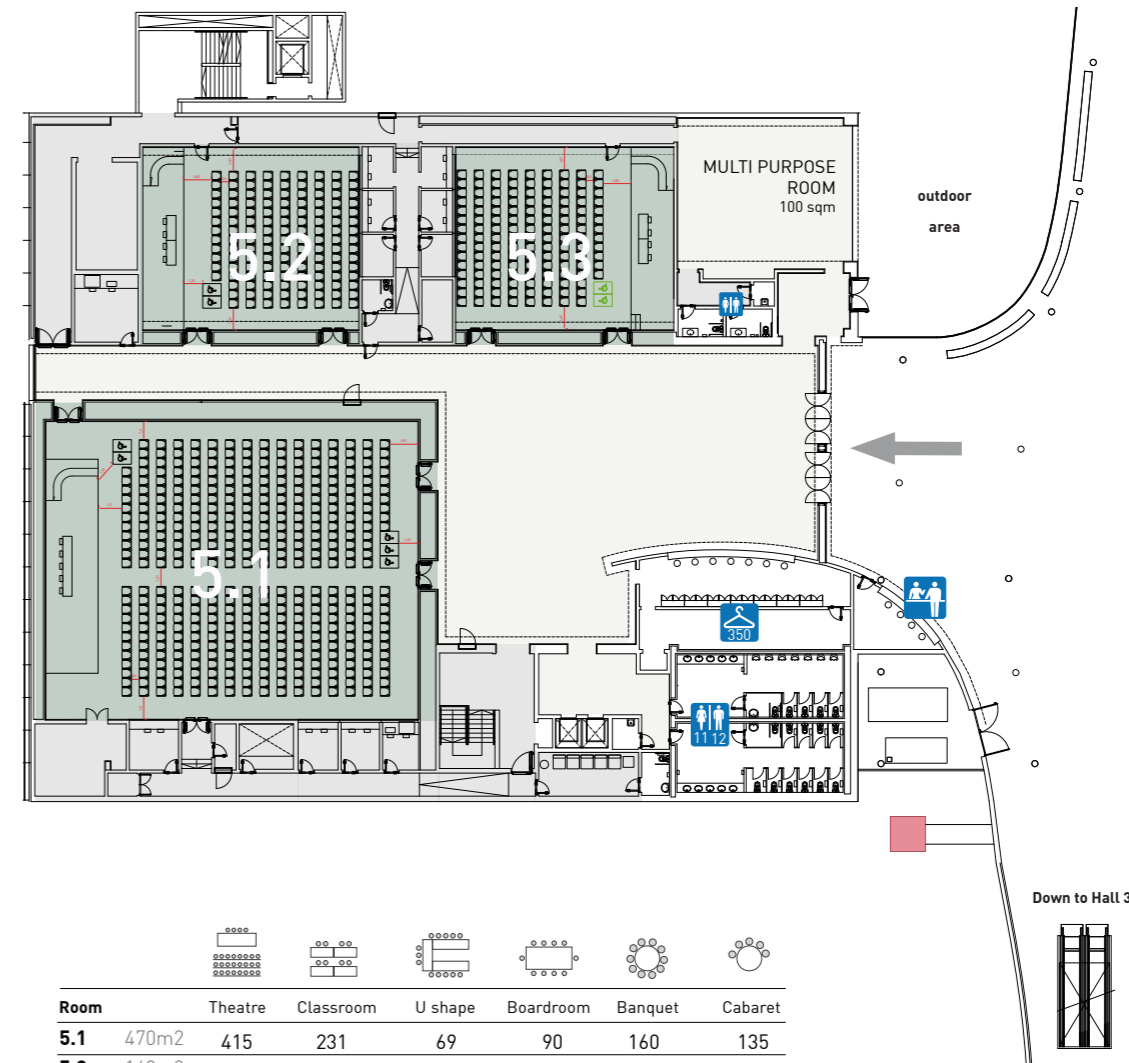 MULTI PURPOSE
ROOM
100 sqm
outdoor
area
5.2
5.3
5.1
350
11 12
Down to Hall 3
Room Theatre Classroom U shape Boardroom Banquet Cabaret
5.1 470m2 415 231 69 90 160 135